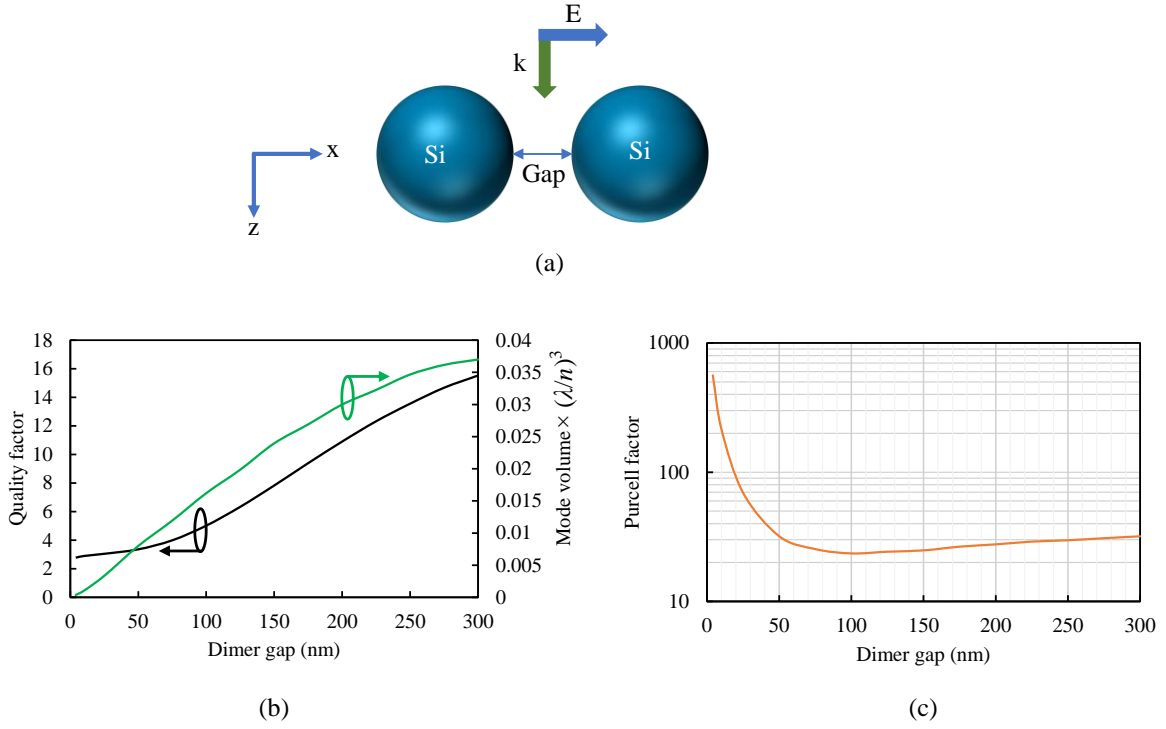 E
k
Si
Si
Gap
x
z
(a)
18
16
14
12
10
8
6
4
2
0
Quality factor
0.04
0.035
0.03
0.025
0.02
0.015
0.01
0.005
0
Mode volume × (λ/n)³
0 50 100 150 200 250 300
Dimer gap (nm)
(b)
1000
100
10
Purcell factor
0 50 100 150 200 250 300
Dimer gap (nm)
(c)